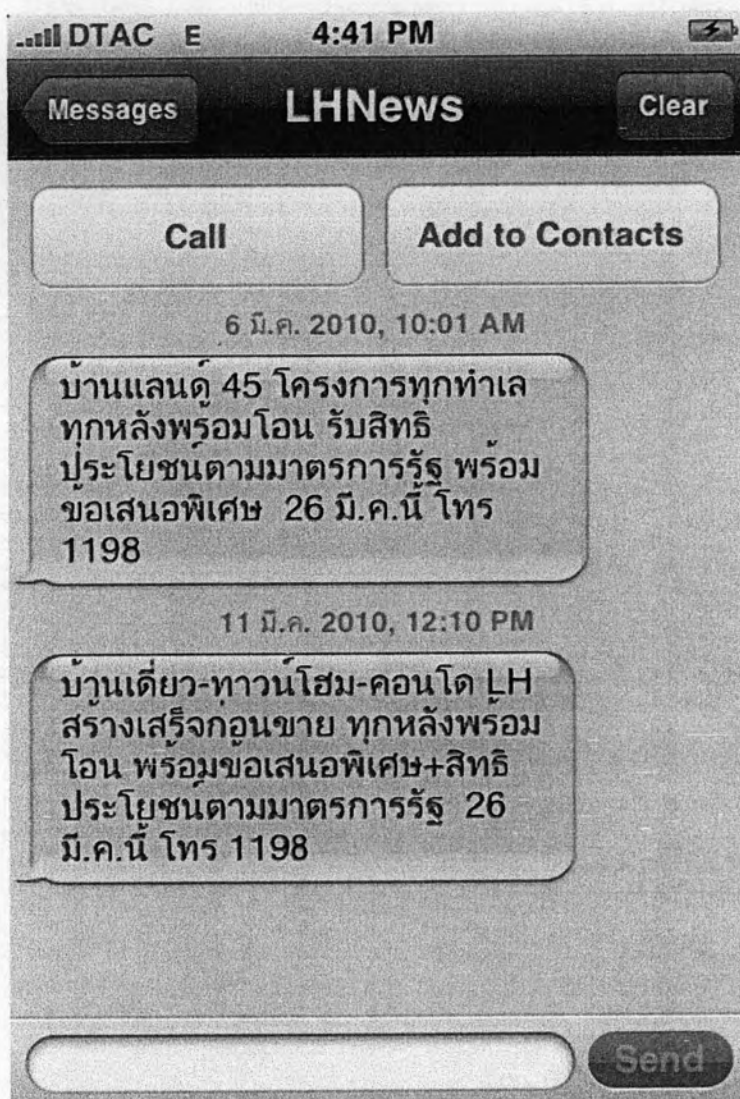 DTAC E 4:41 PM
Messages LHNews Clear
Call Add to Contacts
6 มี.ค. 2010, 10:01 AM
บ้านแลนด์ 45 โครงการทุกทำเล
ทุกหลังพร้อมโอน รับสิทธิ
ประโยชน์ตามมาตรการรัฐ พร้อม
ข้อเสนอพิเศษ  26 มี.ค.นี้ โทร
1198
11 มี.ค. 2010, 12:10 PM
บ้านเดี่ยว-ทาวน์โฮม-คอนโด LH
สร้างเสร็จก่อนขาย ทุกหลังพร้อม
โอน พร้อมข้อเสนอพิเศษ+สิทธิ
ประโยชน์ตามมาตรการรัฐ  26
มี.ค.นี้ โทร 1198
Send